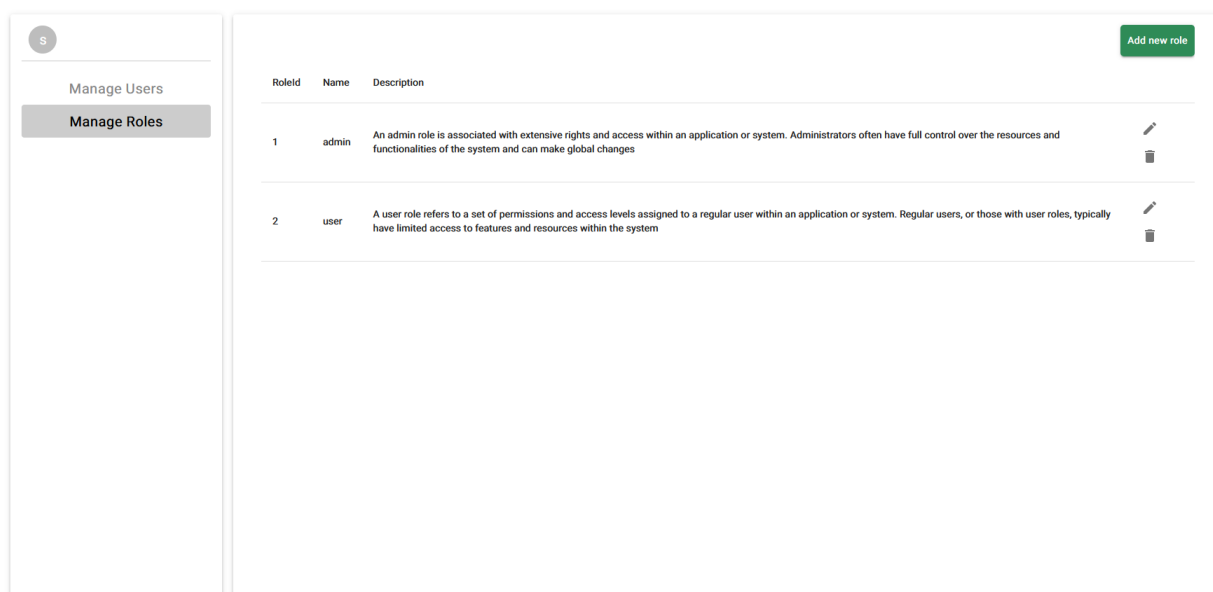 S
Manage Users
Manage Roles
Add new role
RoleId Name Description
1 admin An admin role is associated with extensive rights and access within an application or system. Administrators often have full control over the resources and
functionalities of the system and can make global changes
2 user A user role refers to a set of permissions and access levels assigned to a regular user within an application or system. Regular users, or those with user roles, typically
have limited access to features and resources within the system